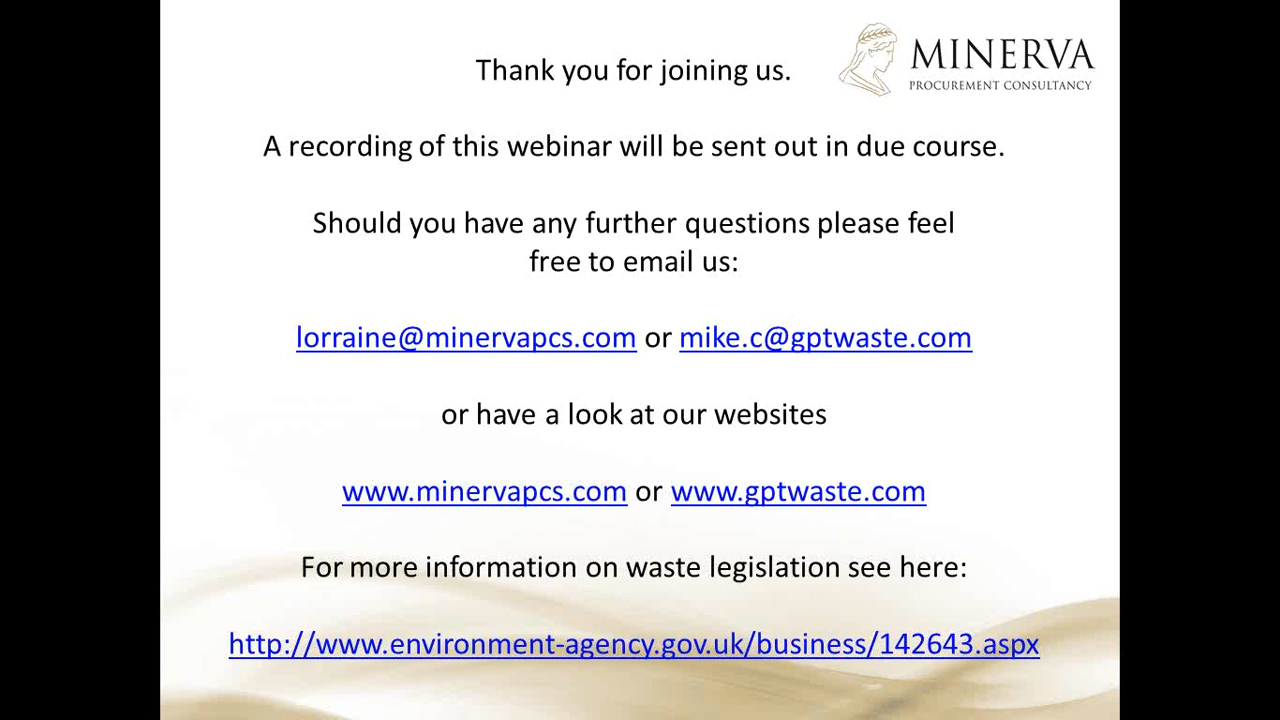 MINERVA
PROCUREMENT CONSULTANCY
Thank you for joining us.
A recording of this webinar will be sent out in due course.
Should you have any further questions please feel
free to email us:
lorraine@minervapcs.com or mike.c@gptwaste.com
or have a look at our websites
www.minervapcs.com or www.gptwaste.com
For more information on waste legislation see here:
http://www.environment-agency.gov.uk/business/142643.aspx